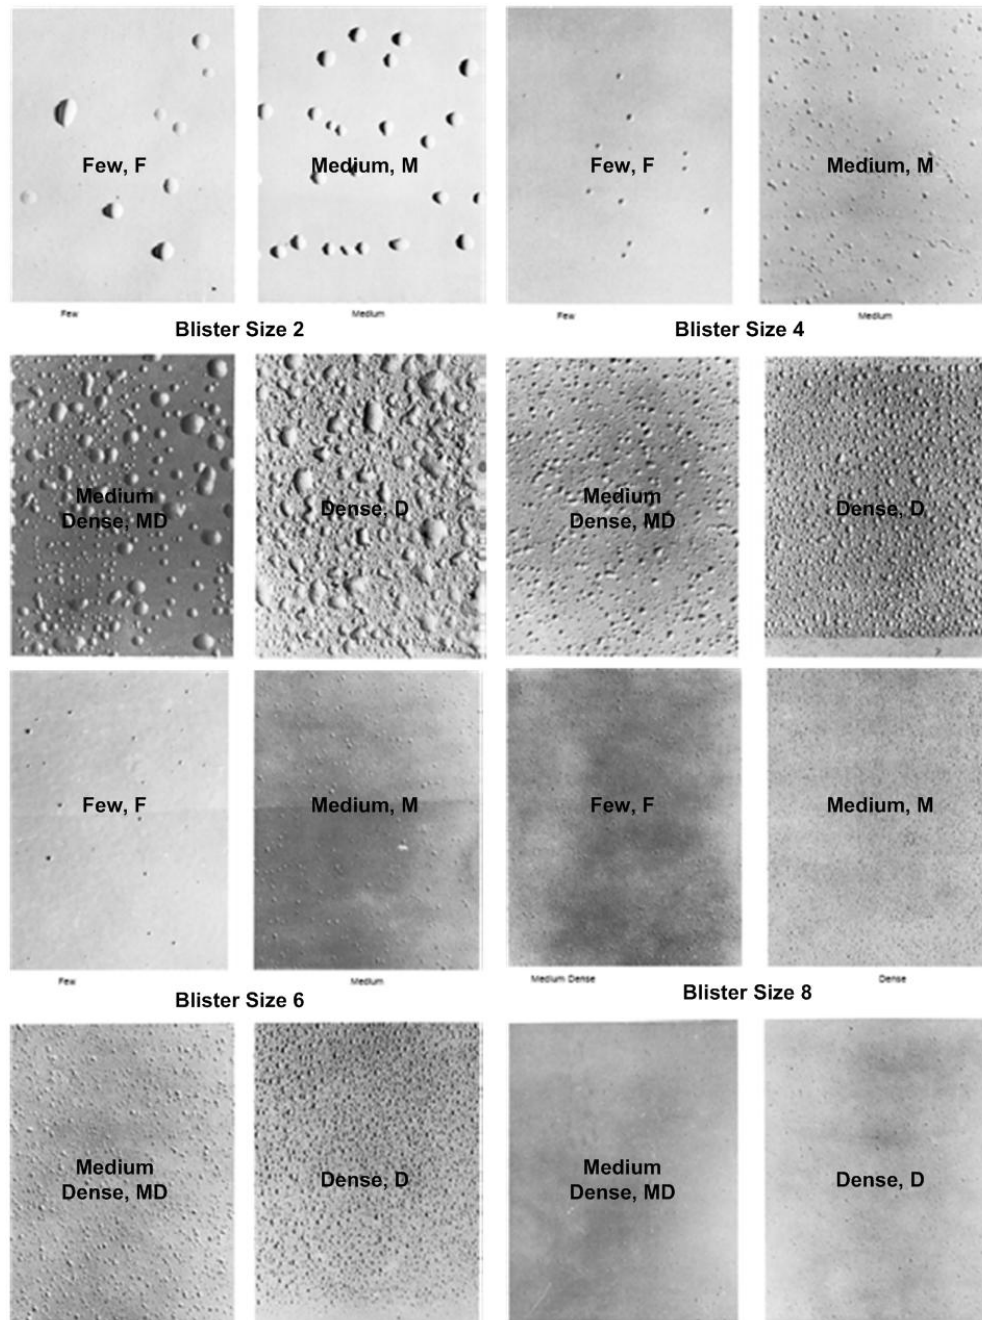 Few, F
Medium, M
Few, F
Medium, M
Few
Medium
Few
Medium
Blister Size 2
Blister Size 4
Medium
Dense, MD
Dense, D
Medium
Dense, MD
Dense, D
Few, F
Medium, M
Few, F
Medium, M
Few
Medium
Medium Dense
Dense
Blister Size 6
Blister Size 8
Medium
Dense, MD
Dense, D
Medium
Dense, MD
Dense, D